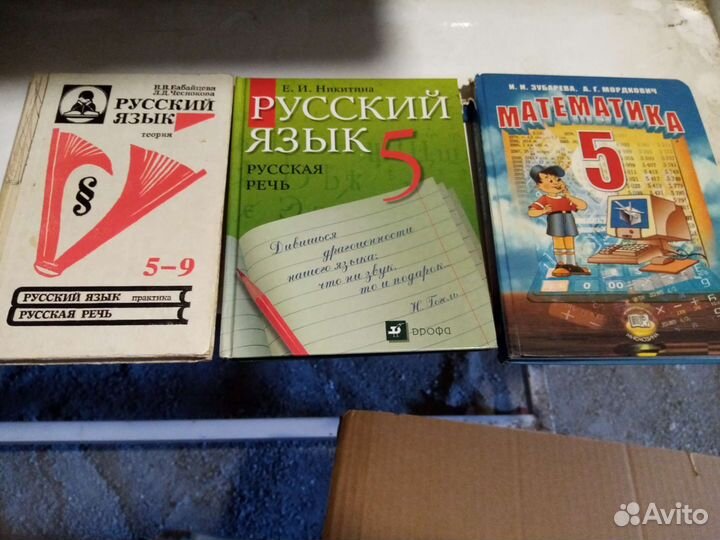 В.В. Бабайцева
Л.Д. Чеснокова
РУССКИЙ
ЯЗЫК
теория
§
5–9
РУССКИЙ ЯЗЫК практика
РУССКАЯ РЕЧЬ
Е. И. Никитина
РУССКИЙ
ЯЗЫК
5
РУССКАЯ
РЕЧЬ
Дивишься
драгоценности
нашего языка:
что ни звук,
то и подарок.
Н. Гоголь
Дрофа
И. И. ЗУБАРЕВА, А. Г. МОРДКОВИЧ
МАТЕМАТИКА
5
Avito